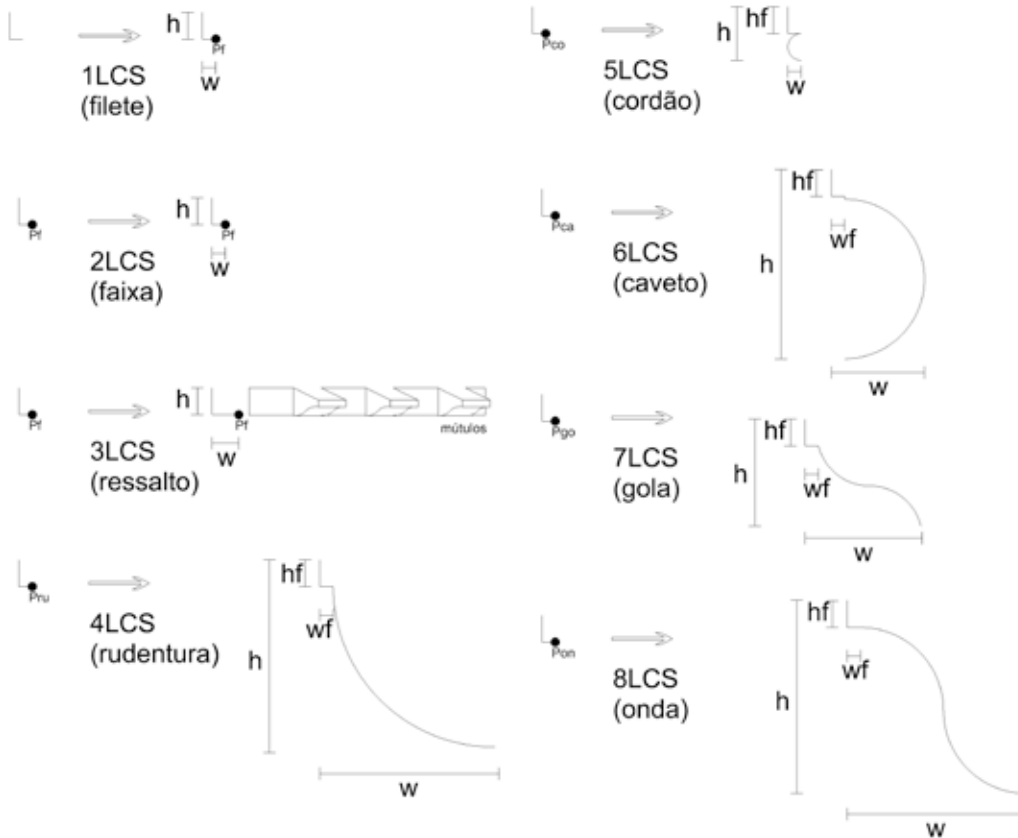 h
Pf
w
1LCS
(filete)
Pf
h
Pf
w
2LCS
(faixa)
Pf
h
Pf
w
mútulos
3LCS
(ressalto)
Pru
hf
wf
h
w
4LCS
(rudentura)
Pco
h
hf
w
5LCS
(cordão)
Pca
hf
wf
h
w
6LCS
(caveto)
Pgo
hf
h
wf
w
7LCS
(gola)
Pon
hf
wf
h
w
8LCS
(onda)